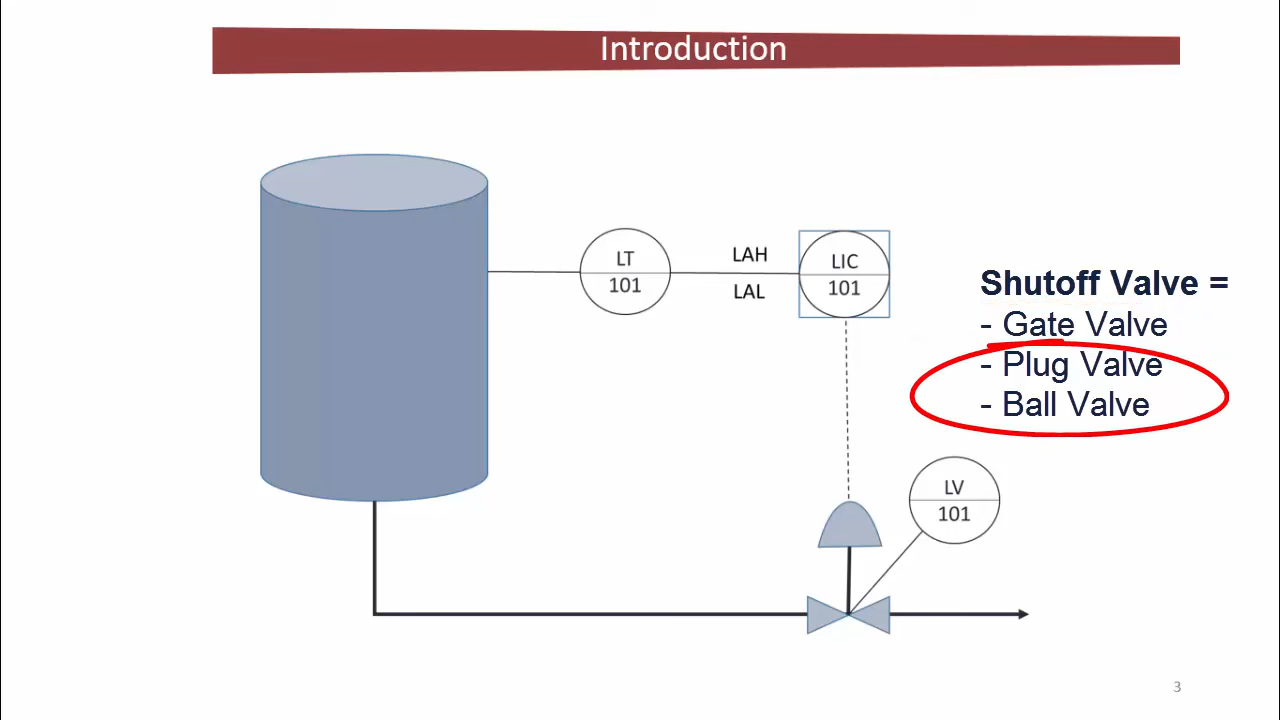 Introduction
LT
101
LAH
LAL
LIC
101
Shutoff Valve =
- Gate Valve
- Plug Valve
- Ball Valve
LV
101
3